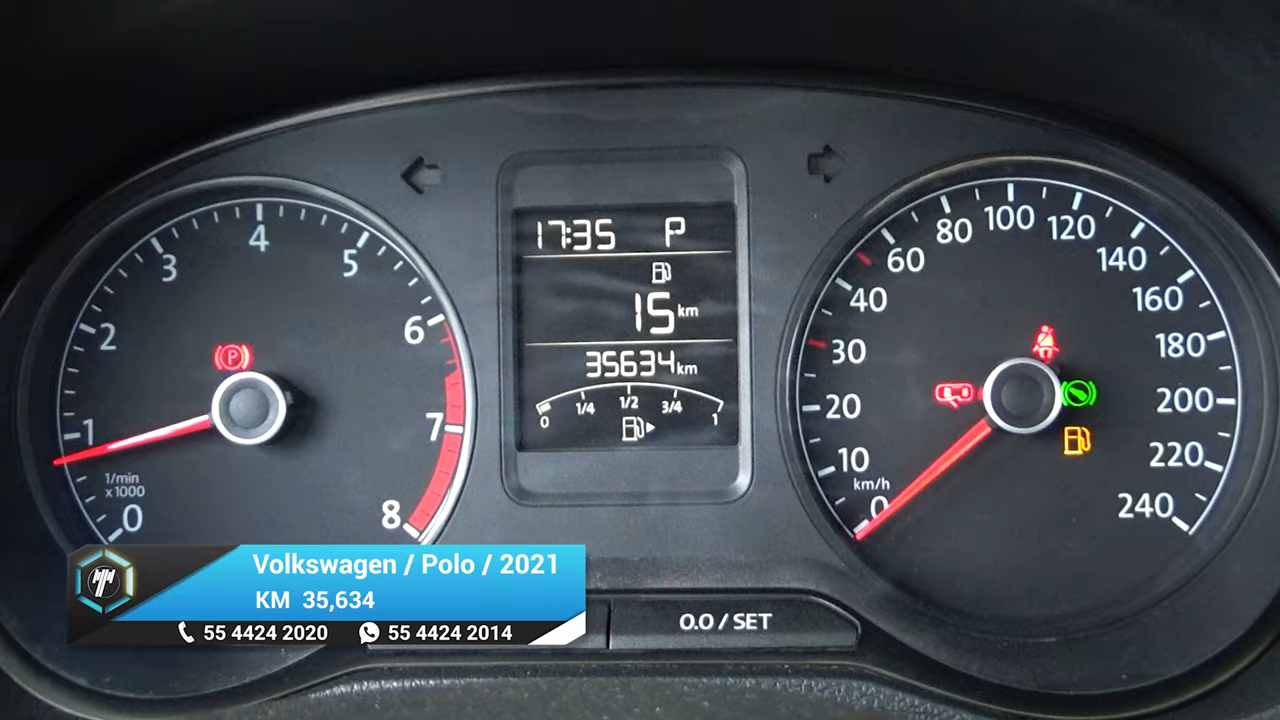 17:35 P
15 km
35634 km
0 1/4 1/2 3/4 1
0 1 2 3 4 5 6 7 8
1/min
x1000
P
0 10 20 30 40 60 80 100 120 140 160 180 200 220 240
km/h
Volkswagen / Polo / 2021
KM 35,634
55 4424 2020 55 4424 2014
0.0 / SET